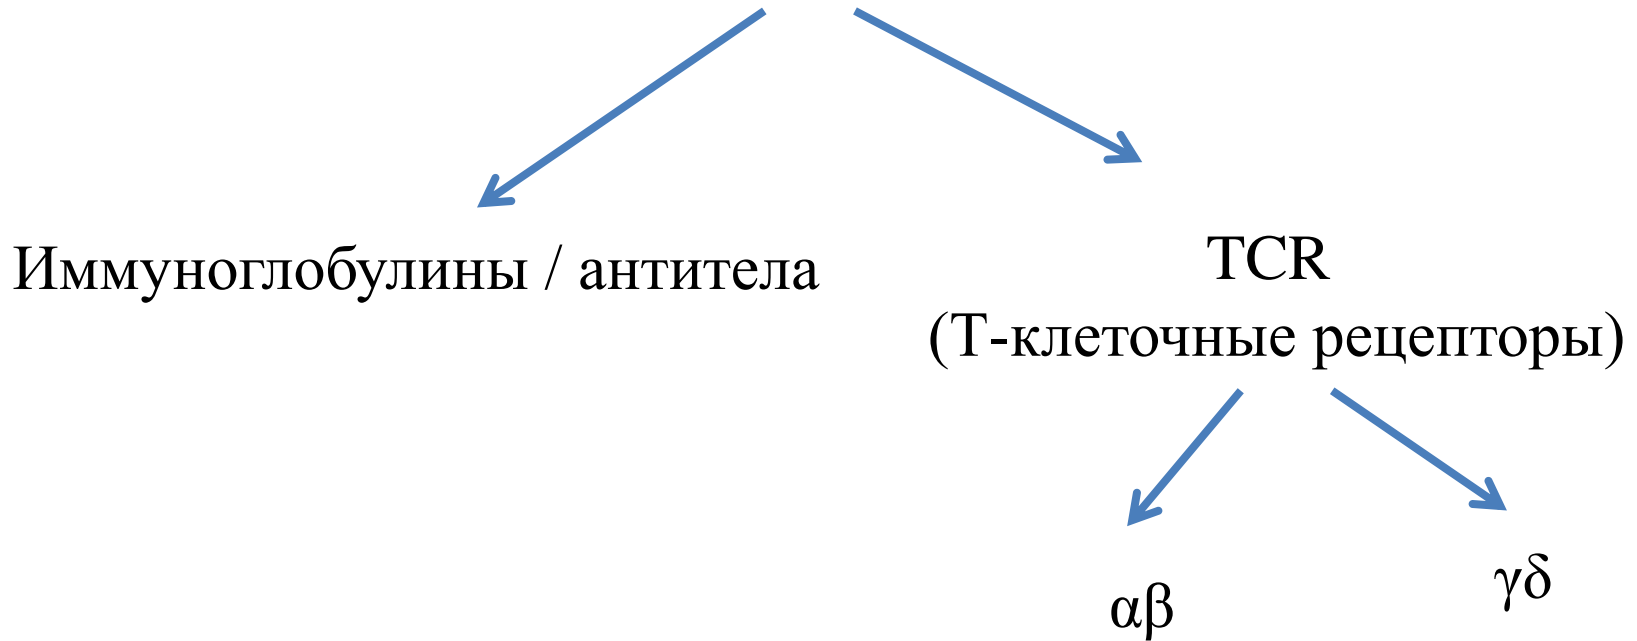 Иммуноглобулины / антитела
TCR
(Т-клеточные рецепторы)
αβ
γδ